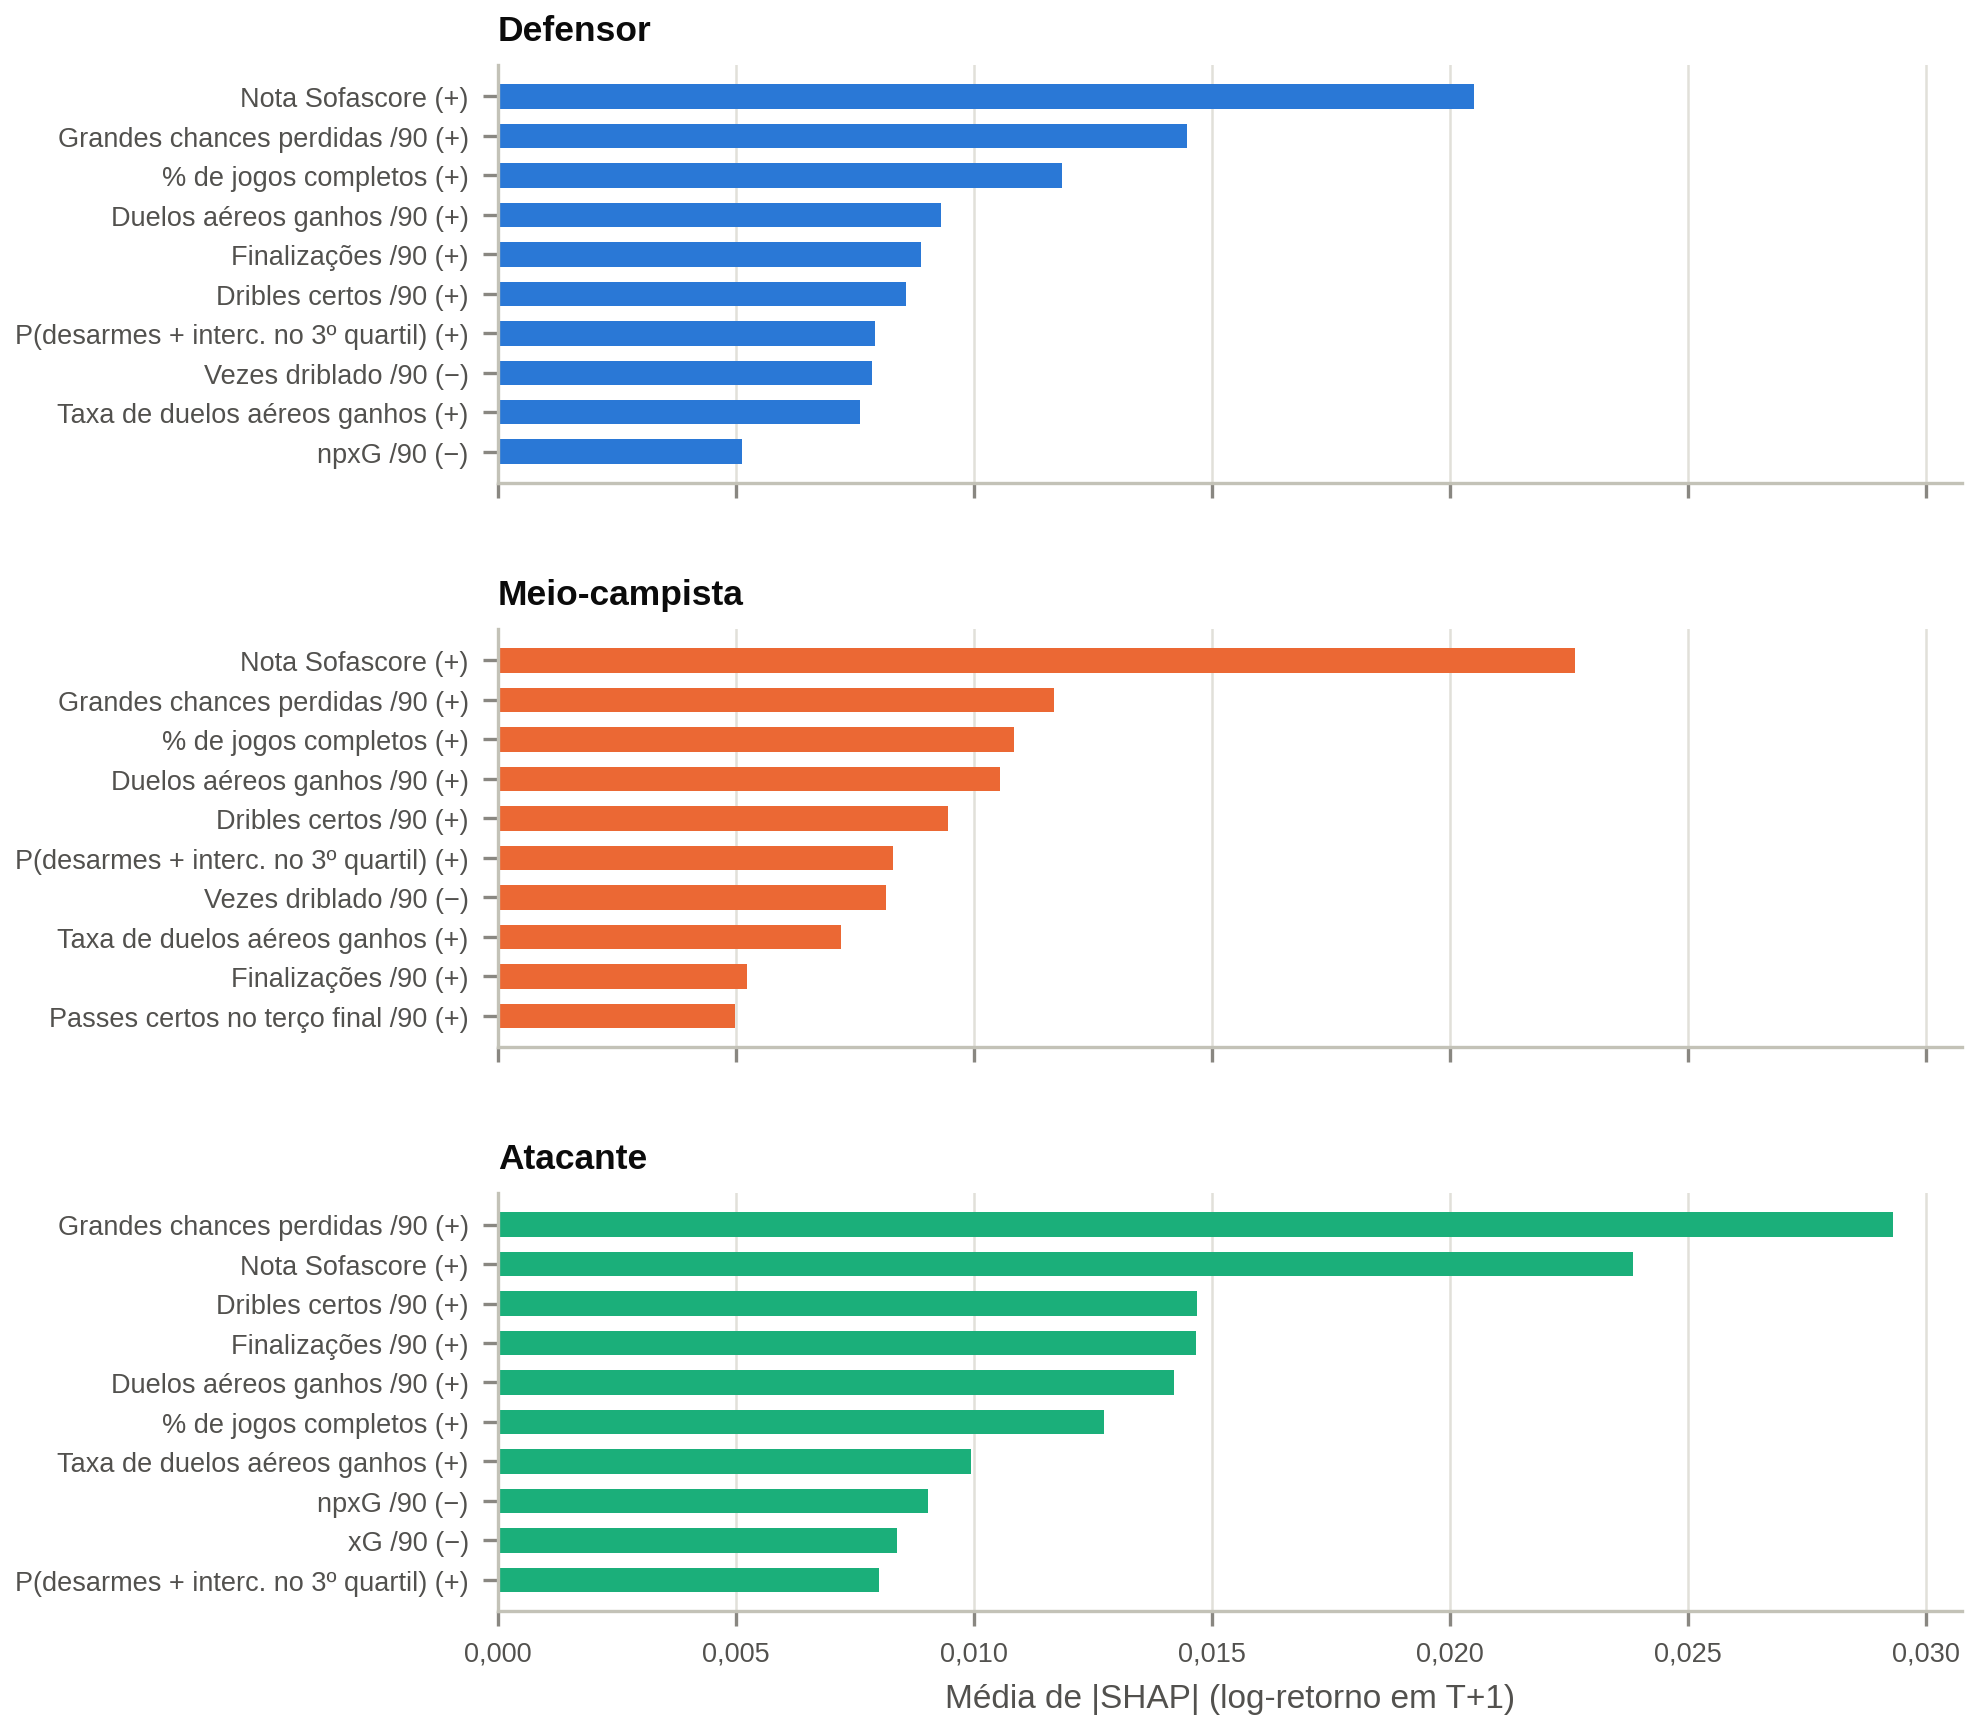 Defensor
Nota Sofascore (+)
Grandes chances perdidas /90 (+)
% de jogos completos (+)
Duelos aéreos ganhos /90 (+)
Finalizações /90 (+)
Dribles certos /90 (+)
P(desarmes + interc. no 3º quartil) (+)
Vezes driblado /90 (−)
Taxa de duelos aéreos ganhos (+)
npxG /90 (−)
Meio-campista
Nota Sofascore (+)
Grandes chances perdidas /90 (+)
% de jogos completos (+)
Duelos aéreos ganhos /90 (+)
Dribles certos /90 (+)
P(desarmes + interc. no 3º quartil) (+)
Vezes driblado /90 (−)
Taxa de duelos aéreos ganhos (+)
Finalizações /90 (+)
Passes certos no terço final /90 (+)
Atacante
Grandes chances perdidas /90 (+)
Nota Sofascore (+)
Dribles certos /90 (+)
Finalizações /90 (+)
Duelos aéreos ganhos /90 (+)
% de jogos completos (+)
Taxa de duelos aéreos ganhos (+)
npxG /90 (−)
xG /90 (−)
P(desarmes + interc. no 3º quartil) (+)
0,000 0,005 0,010 0,015 0,020 0,025 0,030
Média de |SHAP| (log-retorno em T+1)